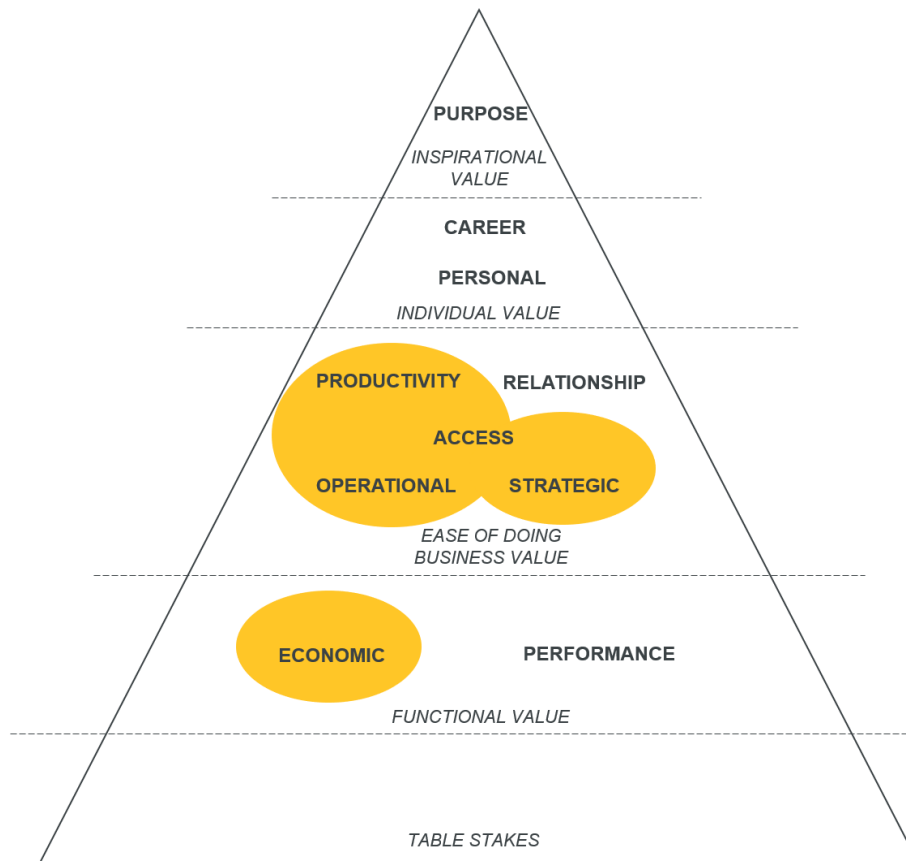 PURPOSE
INSPIRATIONAL
VALUE
CAREER
PERSONAL
INDIVIDUAL VALUE
PRODUCTIVITY
RELATIONSHIP
ACCESS
OPERATIONAL
STRATEGIC
EASE OF DOING
BUSINESS VALUE
ECONOMIC
PERFORMANCE
FUNCTIONAL VALUE
TABLE STAKES